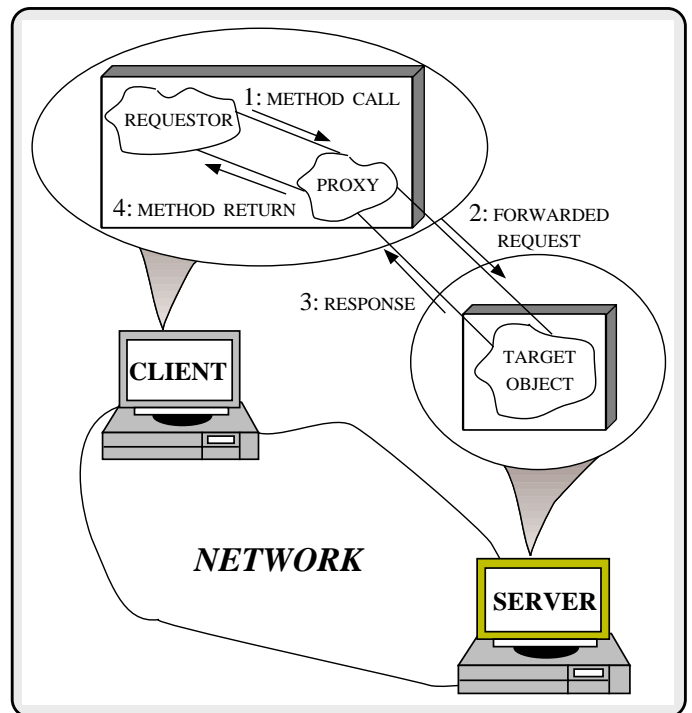 1: METHOD CALL
REQUESTOR
PROXY
4: METHOD RETURN
2: FORWARDED
REQUEST
3: RESPONSE
TARGET
OBJECT
CLIENT
NETWORK
SERVER